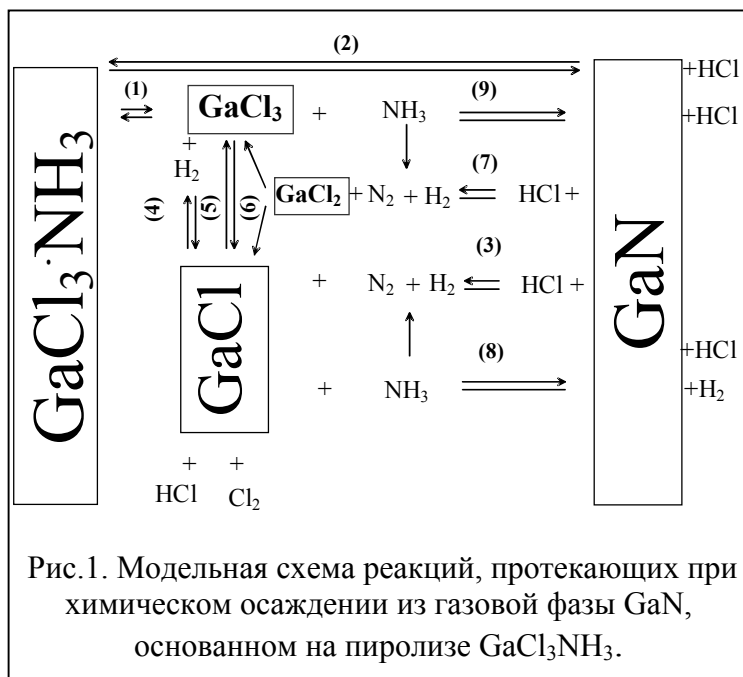 (2)
+HCl
(1)
GaCl3 + NH3
(9)
+HCl
+
H2
(7)
GaCl2 + N2 + H2
HCl +
(4)
(5)
(6)
(3)
GaCl3·NH3
GaCl
+ N2 + H2
HCl +
GaN
+HCl
(8)
+ NH3
+H2
+ +
HCl Cl2
Рис.1. Модельная схема реакций, протекающих при
химическом осаждении из газовой фазы GaN,
основанном на пиролизе GaCl3NH3.